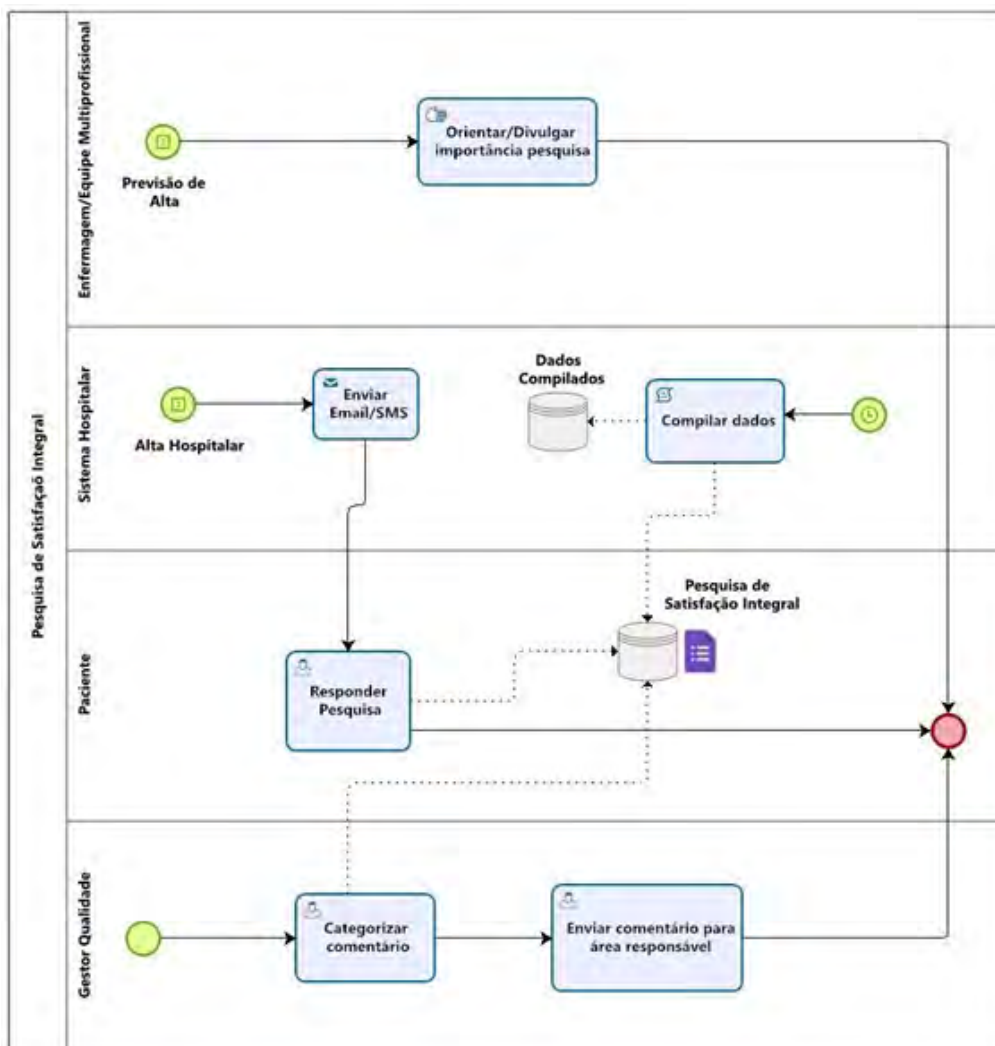 Pesquisa de Satisfaçaõ Integral
Enfermagem/Equipe Multiprofissional
Previsão de
Alta
Orientar/Divulgar
importância pesquisa
Sistema Hospitalar
Alta Hospitalar
Enviar
Email/SMS
Dados
Compilados
Compilar dados
Paciente
Responder
Pesquisa
Pesquisa de
Satisfação Integral
Gestor Qualidade
Categorizar
comentário
Enviar comentário para
área responsável